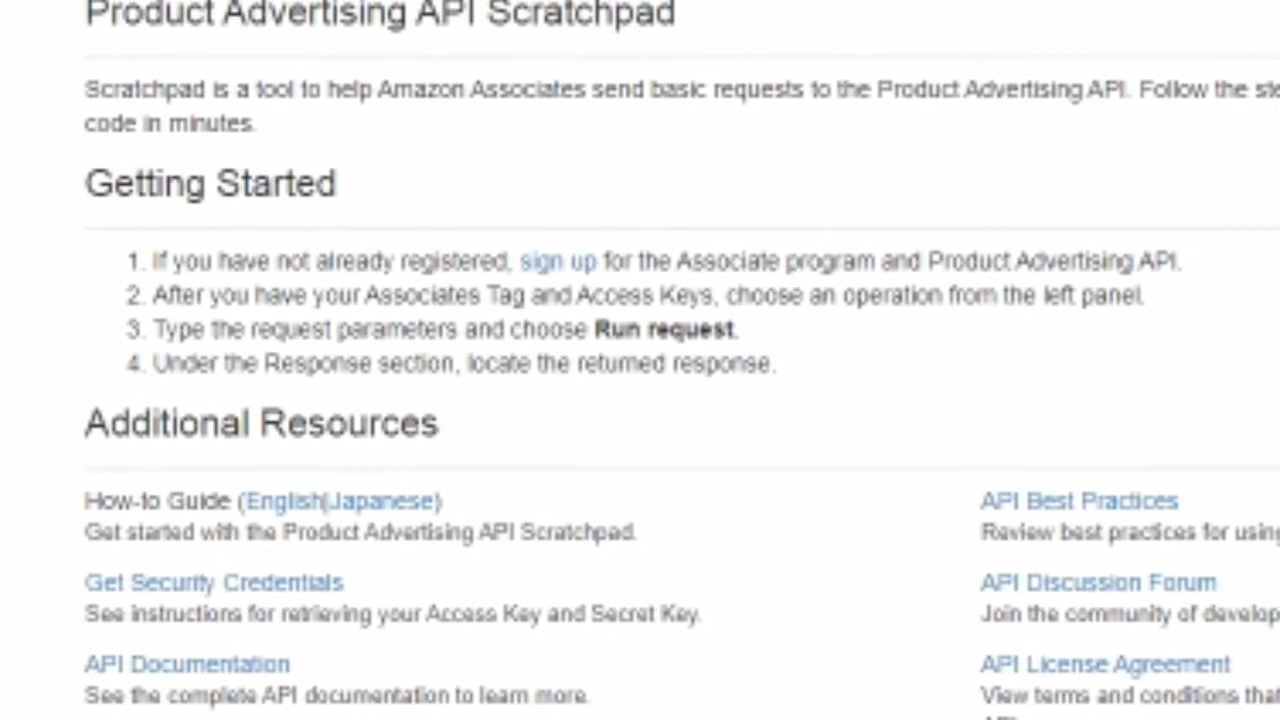 Product Advertising API Scratchpad
Scratchpad is a tool to help Amazon Associates send basic requests to the Product Advertising API. Follow the
code in minutes.
Getting Started
1. If you have not already registered, sign up for the Associate program and Product Advertising API.
2. After you have your Associates Tag and Access Keys, choose an operation from the left panel.
3. Type the request parameters and choose Run request.
4. Under the Response section, locate the returned response.
Additional Resources
How-to Guide (English|Japanese)
Get started with the Product Advertising API Scratchpad.
Get Security Credentials
See instructions for retrieving your Access Key and Secret Key.
API Documentation
See the complete API documentation to learn more.
API Best Practices
Review best practices for using
API Discussion Forum
Join the community of develop
API License Agreement
View terms and conditions that